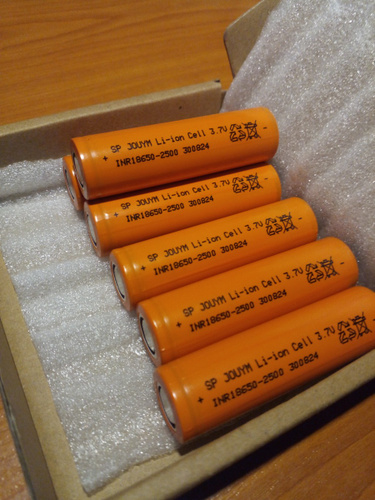 SP JOUYM Li-ion Cell 3.7V
+ INR18650-2500 300824 -
SP JOUYM Li-ion Cell 3.7V
+ INR18650-2500 300824 -
SP JOUYM Li-ion Cell 3.7V
+ INR18650-2500 300824 -
SP JOUYM Li-ion Cell 3.7V
+ INR18650-2500 300824 -
SP JOUYM Li-ion Cell 3.7V
+ INR18650-2500 300824